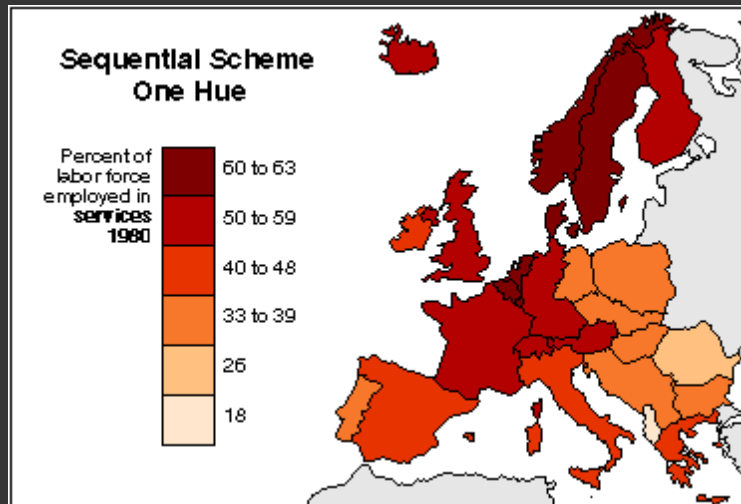 Sequential Scheme
One Hue
Percent of
labor force
employed in
services
1980
60 to 63
50 to 59
40 to 48
33 to 39
26
18